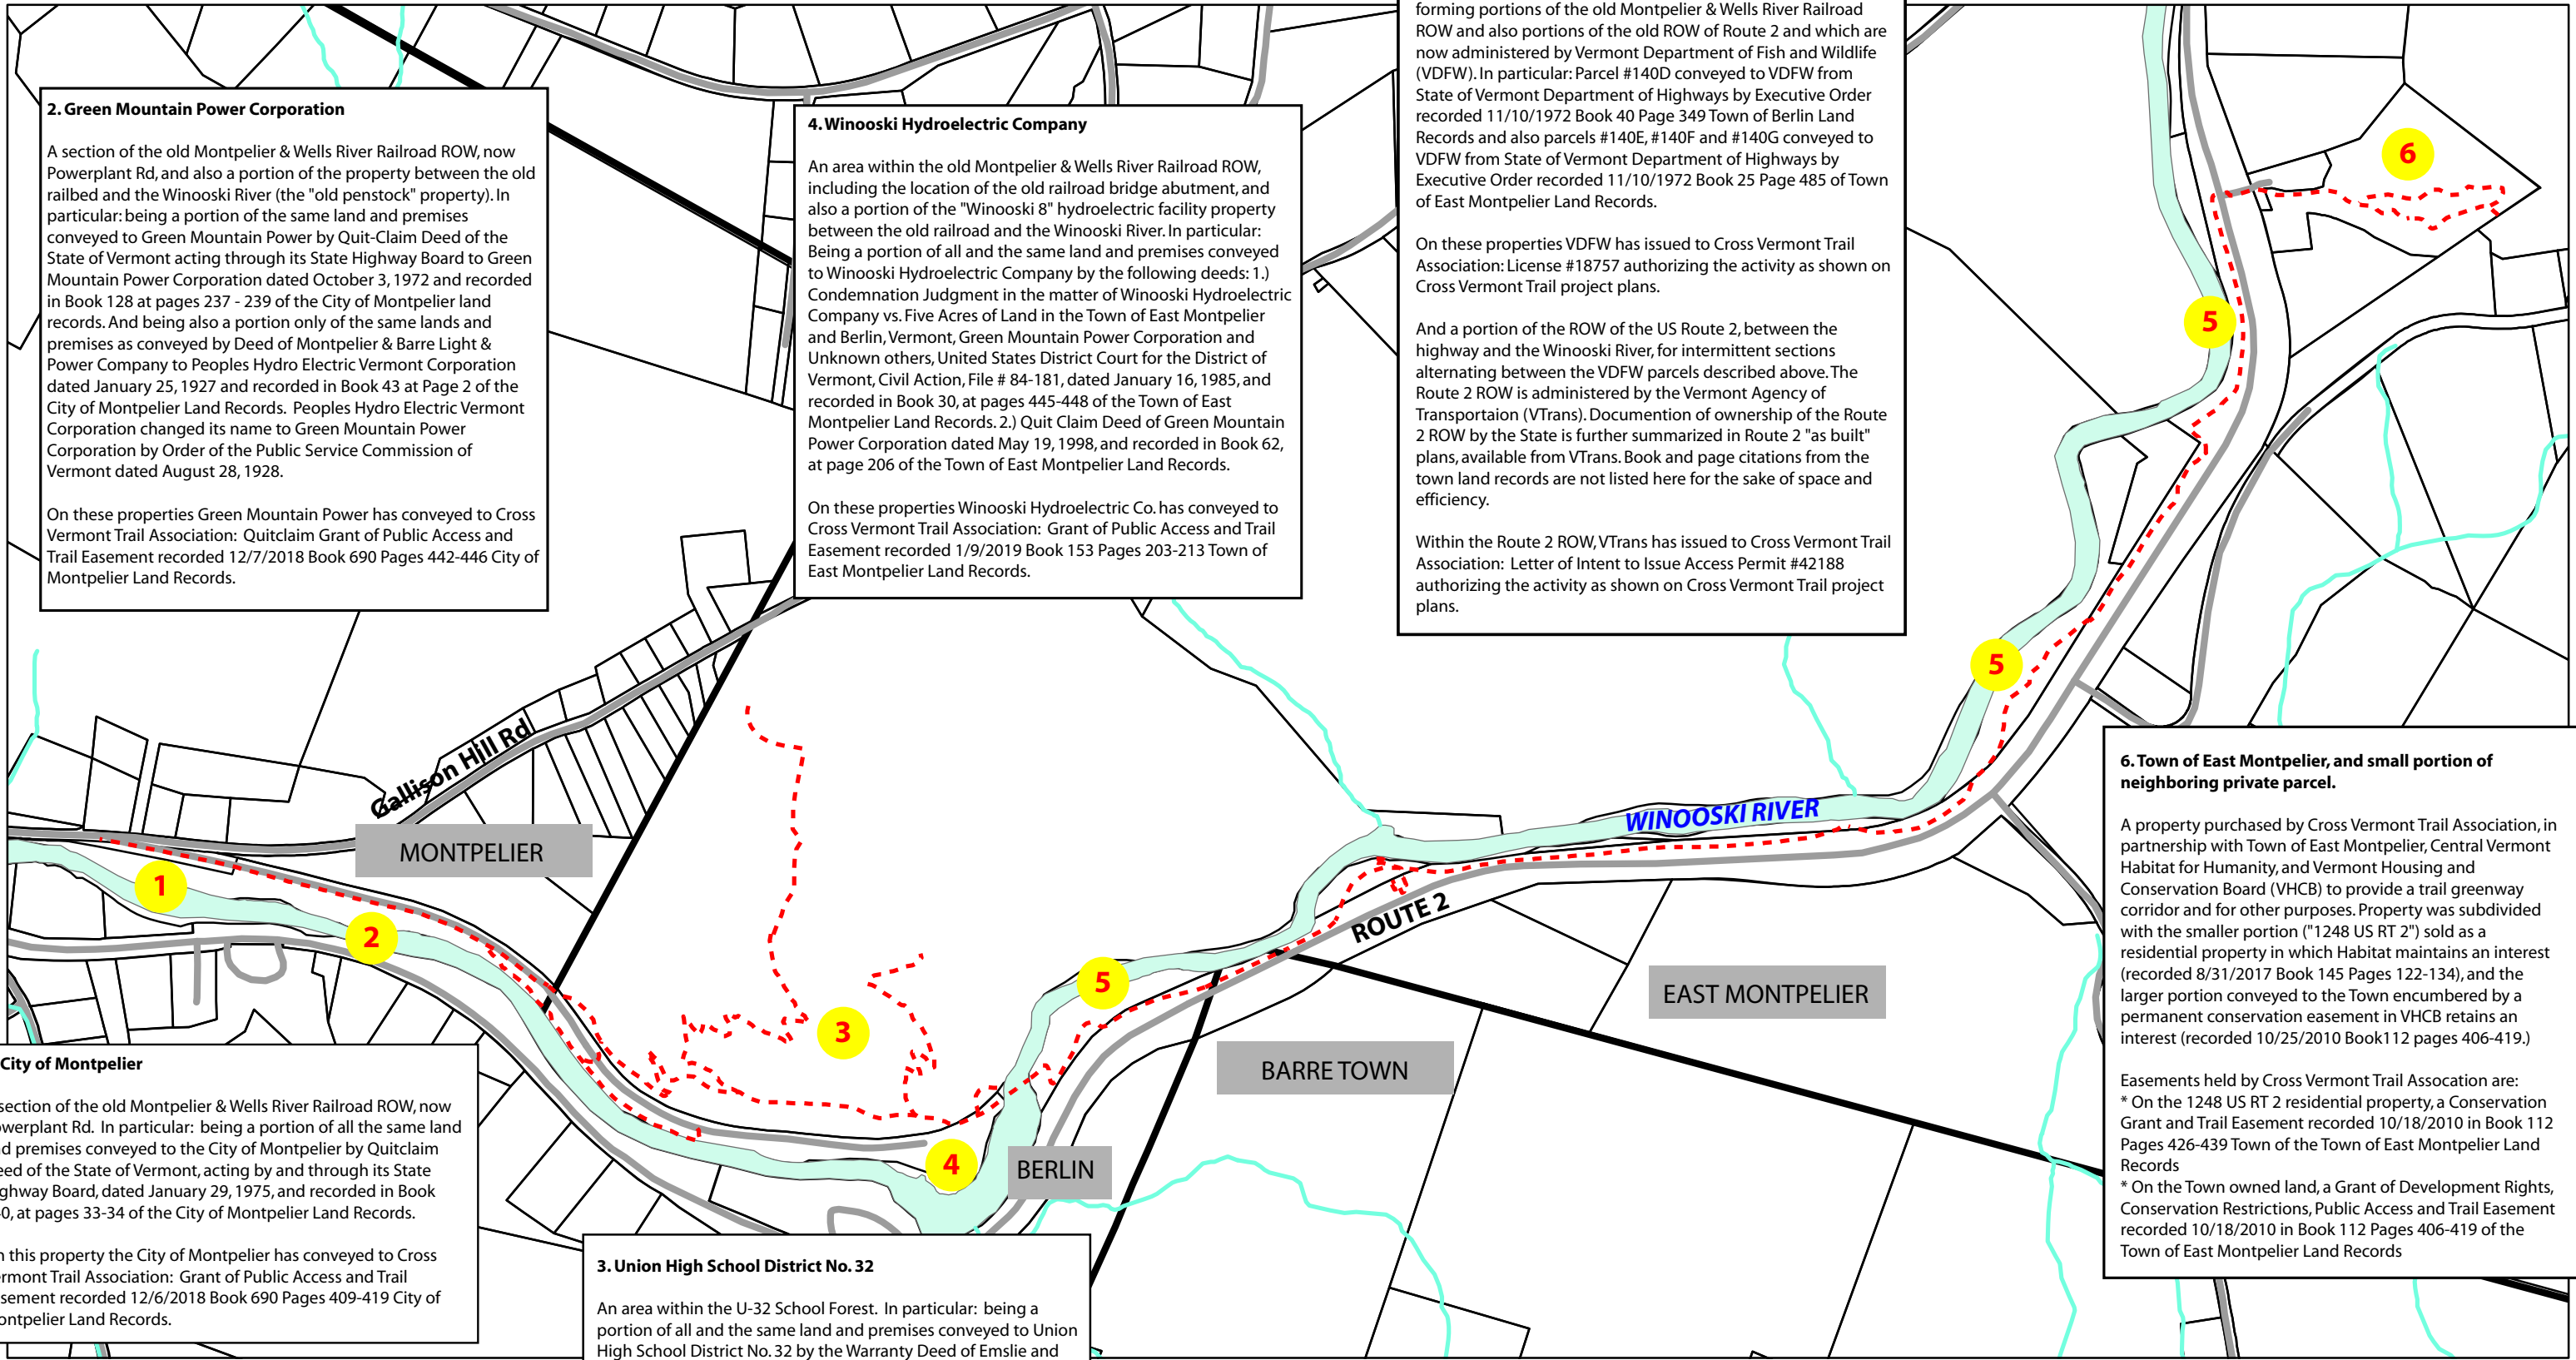 2. Green Mountain Power Corporation
A section of the old Montpelier & Wells River Railroad ROW, now
Powerplant Rd, and also a portion of the property between the old
railbed and the Winooski River (the "old penstock" property). In
particular: being a portion of the same land and premises
conveyed to Green Mountain Power by Quit-Claim Deed of the
State of Vermont acting through its State Highway Board to Green
Mountain Power Corporation dated October 3, 1972 and recorded
in Book 128 at pages 237 - 239 of the City of Montpelier land
records. And being also a portion only of the same lands and
premises as conveyed by Deed of Montpelier & Barre Light &
Power Company to Peoples Hydro Electric Vermont Corporation
dated January 25, 1927 and recorded in Book 43 at Page 2 of the
City of Montpelier Land Records. Peoples Hydro Electric Vermont
Corporation changed its name to Green Mountain Power
Corporation by Order of the Public Service Commission of
Vermont dated August 28, 1928.
On these properties Green Mountain Power has conveyed to Cross
Vermont Trail Association: Quitclaim Grant of Public Access and
Trail Easement recorded 12/7/2018 Book 690 Pages 442-446 City of
Montpelier Land Records.
4. Winooski Hydroelectric Company
An area within the old Montpelier & Wells River Railroad ROW,
including the location of the old railroad bridge abutment, and
also a portion of the "Winooski 8" hydroelectric facility property
between the old railroad and the Winooski River. In particular:
Being a portion of all and the same land and premises conveyed
to Winooski Hydroelectric Company by the following deeds: 1.)
Condemnation Judgment in the matter of Winooski Hydroelectric
Company vs. Five Acres of Land in the Town of East Montpelier
and Berlin, Vermont, Green Mountain Power Corporation and
Unknown others, United States District Court for the District of
Vermont, Civil Action, File # 84-181, dated January 16, 1985, and
recorded in Book 30, at pages 445-448 of the Town of East
Montpelier Land Records. 2.) Quit Claim Deed of Green Mountain
Power Corporation dated May 19, 1998, and recorded in Book 62,
at page 206 of the Town of East Montpelier Land Records.
On these properties Winooski Hydroelectric Co. has conveyed to
Cross Vermont Trail Association: Grant of Public Access and Trail
Easement recorded 1/9/2019 Book 153 Pages 203-213 Town of
East Montpelier Land Records.
forming portions of the old Montpelier & Wells River Railroad
ROW and also portions of the old ROW of Route 2 and which are
now administered by Vermont Department of Fish and Wildlife
(VDFW). In particular: Parcel #140D conveyed to VDFW from
State of Vermont Department of Highways by Executive Order
recorded 11/10/1972 Book 40 Page 349 Town of Berlin Land
Records and also parcels #140E, #140F and #140G conveyed to
VDFW from State of Vermont Department of Highways by
Executive Order recorded 11/10/1972 Book 25 Page 485 of Town
of East Montpelier Land Records.
On these properties VDFW has issued to Cross Vermont Trail
Association: License #18757 authorizing the activity as shown on
Cross Vermont Trail project plans.
And a portion of the ROW of the US Route 2, between the
highway and the Winooski River, for intermittent sections
alternating between the VDFW parcels described above. The
Route 2 ROW is administered by the Vermont Agency of
Transportaion (VTrans). Documention of ownership of the Route
2 ROW by the State is further summarized in Route 2 "as built"
plans, available from VTrans. Book and page citations from the
town land records are not listed here for the sake of space and
efficiency.
Within the Route 2 ROW, VTrans has issued to Cross Vermont Trail
Association: Letter of Intent to Issue Access Permit #42188
authorizing the activity as shown on Cross Vermont Trail project
plans.
6
5
5
Gallison Hill Rd
MONTPELIER
WINOOSKI RIVER
1
2
ROUTE 2
5
3
EAST MONTPELIER
BARRE TOWN
4
BERLIN
6. Town of East Montpelier, and small portion of
neighboring private parcel.
A property purchased by Cross Vermont Trail Association, in
partnership with Town of East Montpelier, Central Vermont
Habitat for Humanity, and Vermont Housing and
Conservation Board (VHCB) to provide a trail greenway
corridor and for other purposes. Property was subdivided
with the smaller portion ("1248 US RT 2") sold as a
residential property in which Habitat maintains an interest
(recorded 8/31/2017 Book 145 Pages 122-134), and the
larger portion conveyed to the Town encumbered by a
permanent conservation easement in VHCB retains an
interest (recorded 10/25/2010 Book112 pages 406-419.)
Easements held by Cross Vermont Trail Assocation are:
* On the 1248 US RT 2 residential property, a Conservation
Grant and Trail Easement recorded 10/18/2010 in Book 112
Pages 426-439 Town of the Town of East Montpelier Land
Records
* On the Town owned land, a Grant of Development Rights,
Conservation Restrictions, Public Access and Trail Easement
recorded 10/18/2010 in Book 112 Pages 406-419 of the
Town of East Montpelier Land Records
City of Montpelier
section of the old Montpelier & Wells River Railroad ROW, now
owerplant Rd. In particular: being a portion of all the same land
d premises conveyed to the City of Montpelier by Quitclaim
eed of the State of Vermont, acting by and through its State
ghway Board, dated January 29, 1975, and recorded in Book
0, at pages 33-34 of the City of Montpelier Land Records.
n this property the City of Montpelier has conveyed to Cross
ermont Trail Association: Grant of Public Access and Trail
sement recorded 12/6/2018 Book 690 Pages 409-419 City of
ontpelier Land Records.
3. Union High School District No. 32
An area within the U-32 School Forest. In particular: being a
portion of all and the same land and premises conveyed to Union
High School District No. 32 by the Warranty Deed of Emslie and